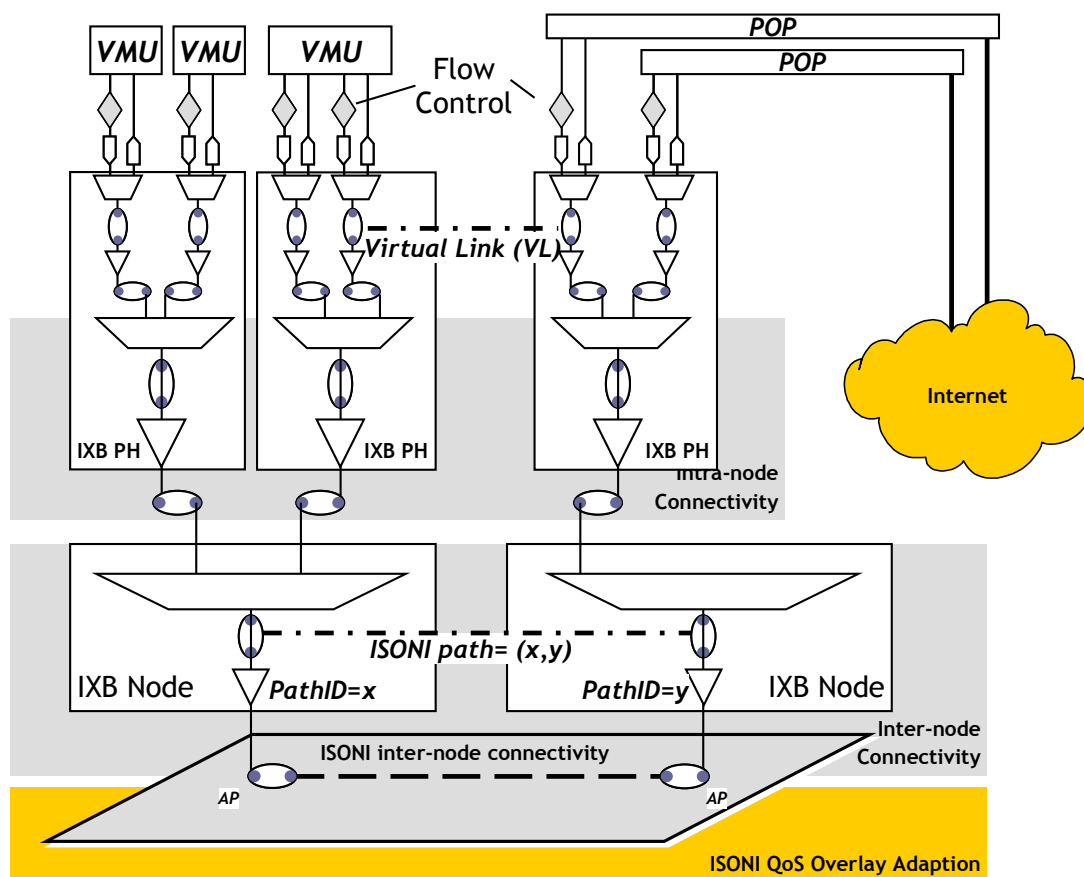 VMU
VMU
VMU
POP
POP
Flow
Control
Virtual Link (VL)
Internet
IXB PH
IXB PH
IXB PH
Intra-node
Connectivity
ISONI path= (x,y)
IXB Node
PathID=x
PathID=y
IXB Node
Inter-node
Connectivity
ISONI inter-node connectivity
AP
AP
ISONI QoS Overlay Adaption